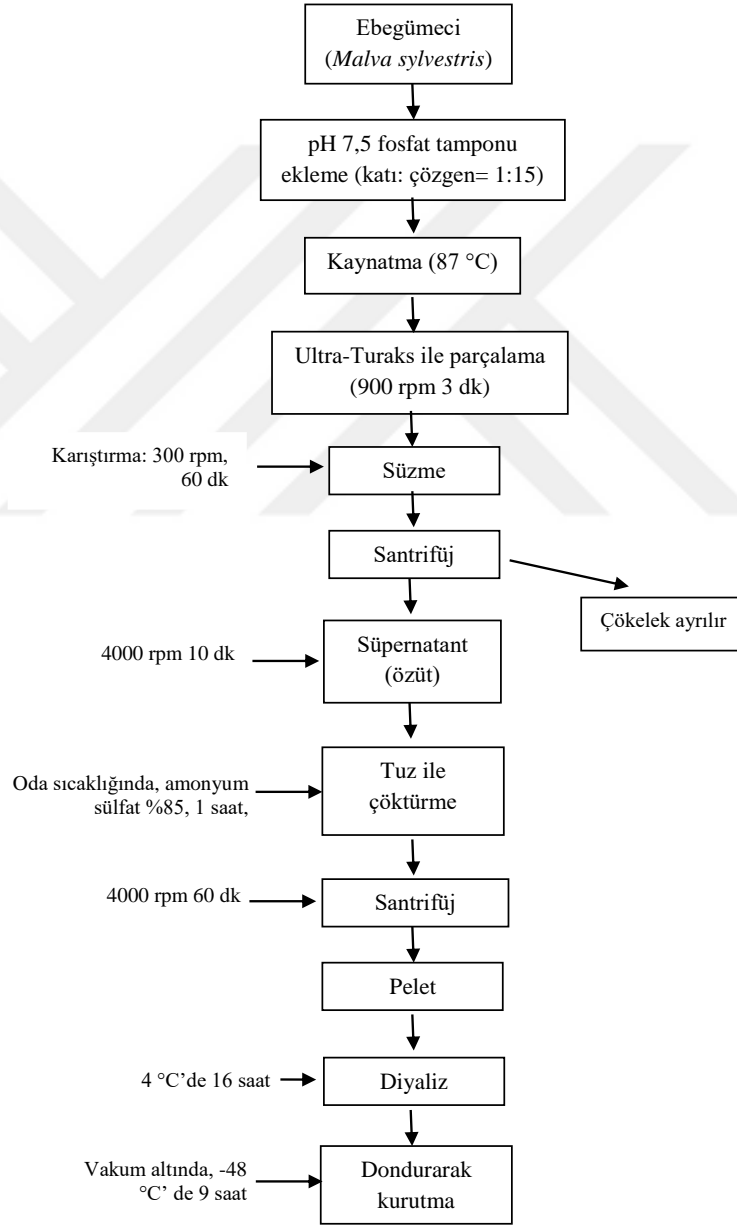 Ebegümeci
(Malva sylvestris)
pH 7,5 fosfat tamponu
ekleme (katı: çözgen= 1:15)
Kaynatma (87 °C)
Ultra-Turaks ile parçalama
(900 rpm 3 dk)
Karıştırma: 300 rpm,
60 dk
Süzme
Santrifüj
Çökelek ayrılır
4000 rpm 10 dk
Süpernatant
(özüt)
Oda sıcaklığında, amonyum
sülfat %85, 1 saat,
Tuz ile
çöktürme
4000 rpm 60 dk
Santrifüj
Pelet
4 °C’de 16 saat
Diyaliz
Vakum altında, -48
°C’ de 9 saat
Dondurarak
kurutma